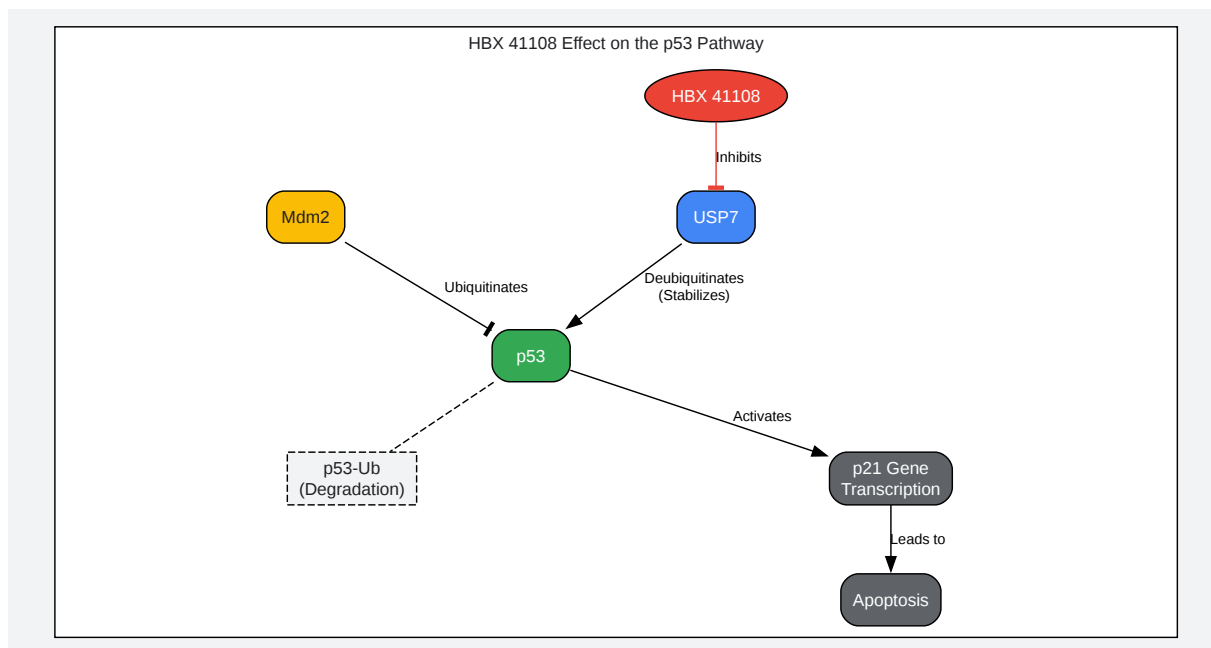 HBX 41108 Effect on the p53 Pathway
HBX 41108
Inhibits
Mdm2
USP7
Ubiquitinates
Deubiquitinates
(Stabilizes)
p53
Activates
p53-Ub
(Degradation)
p21 Gene
Transcription
Leads to
Apoptosis